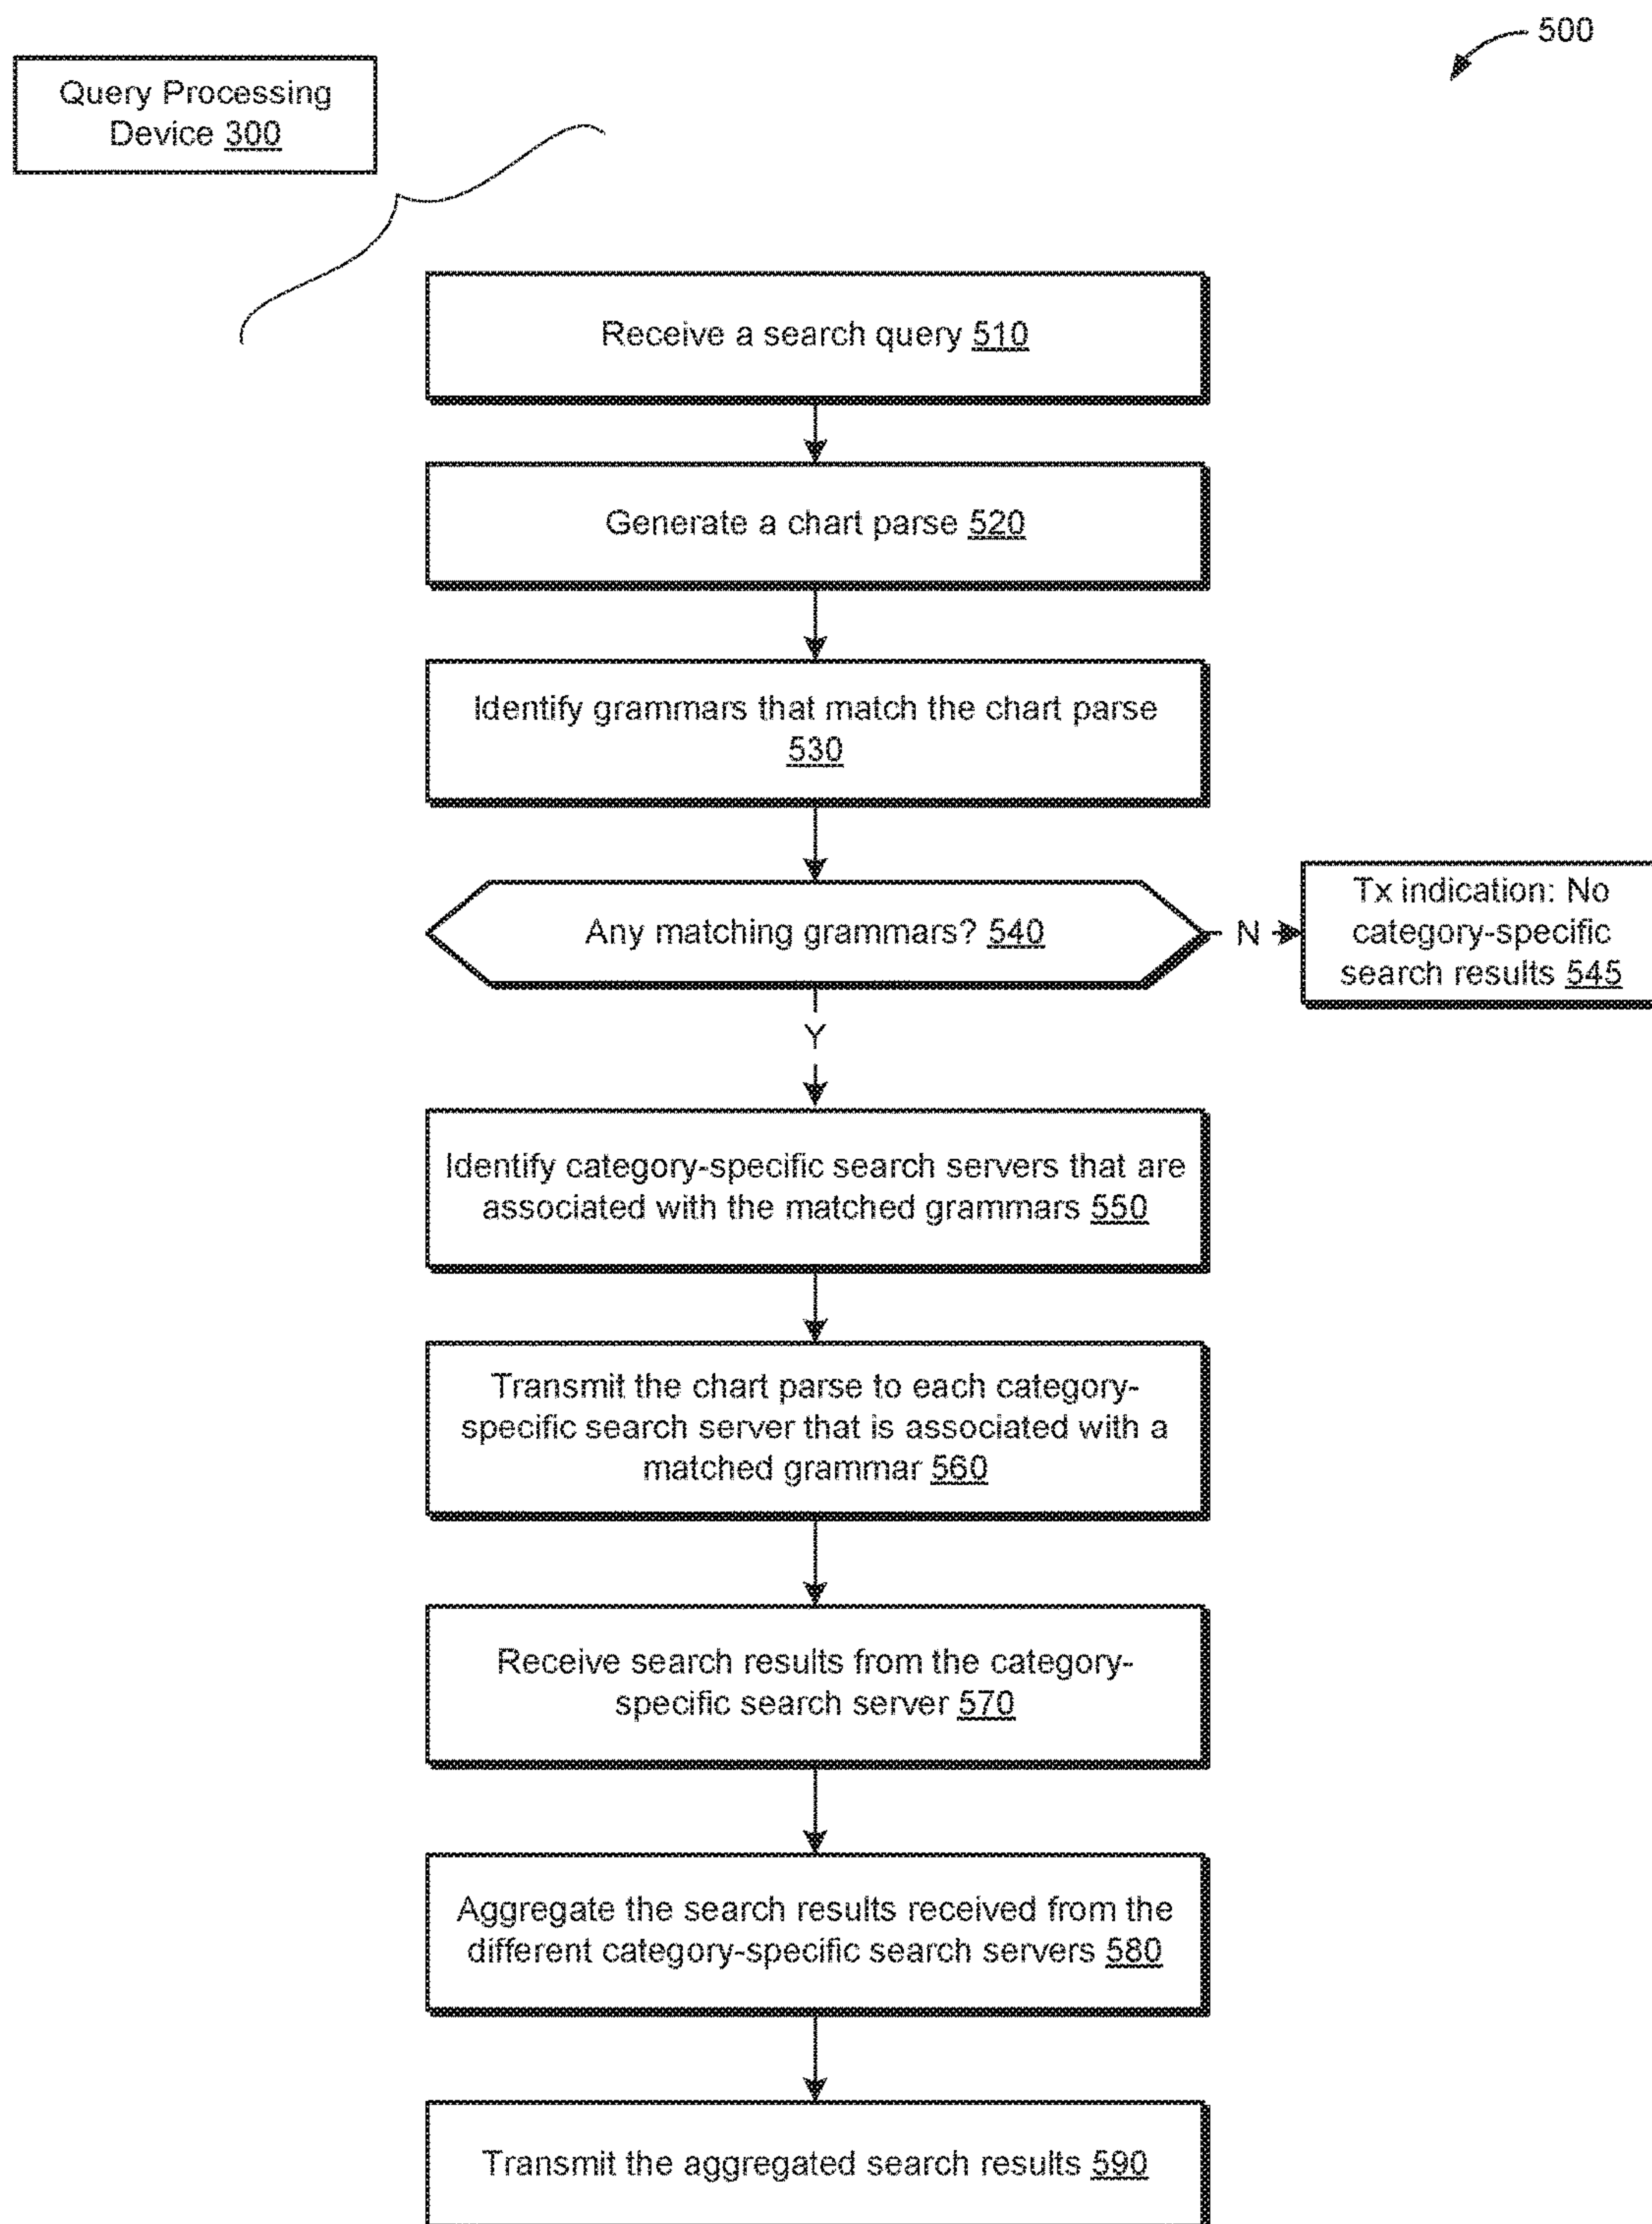 500
Query Processing
Device 300
Receive a search query 510
Generate a chart parse 520
Identify grammars that match the chart parse
530
Any matching grammars? 540
N
Tx indication: No
category-specific
search results 545
Y
Identify category-specific search servers that are
associated with the matched grammars 550
Transmit the chart parse to each category-
specific search server that is associated with a
matched grammar 560
Receive search results from the category-
specific search server 570
Aggregate the search results received from the
different category-specific search servers 580
Transmit the aggregated search results 590